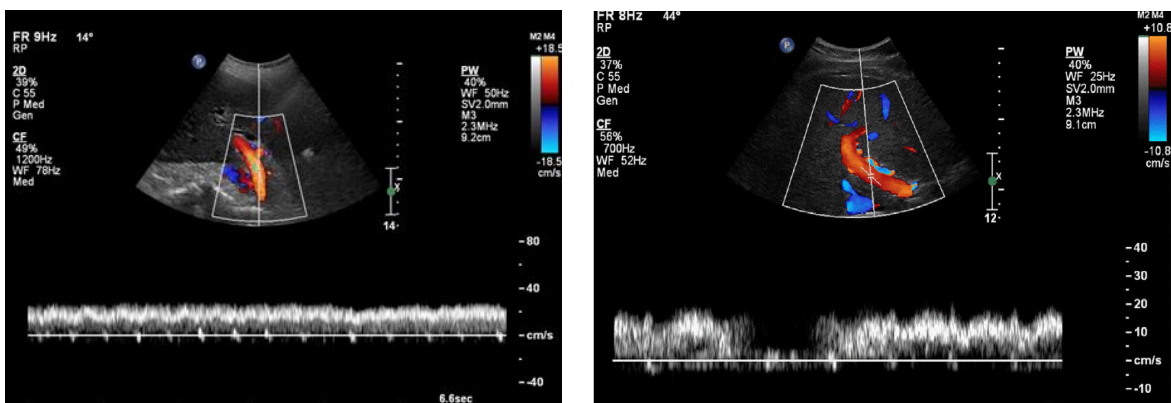 FR 9Hz 14°
RP
2D
39%
C 55
P Med
Gen
CF
49%
1200Hz
WF 78Hz
Med
P
PW
40%
WF 50Hz
SV2.0mm
M3
2.3MHz
9.2cm
M2 M4
+18.5
-18.5
cm/s
X
14
80
40
cm/s
-40
6.6sec
FR 8Hz 44°
RP
2D
37%
C 55
P Med
Gen
CF
56%
700Hz
WF 52Hz
Med
P
PW
40%
WF 25Hz
SV2.0mm
M3
2.3MHz
9.1cm
M2 M4
+10.8
-10.8
cm/s
X
12
40
30
20
10
cm/s
-10